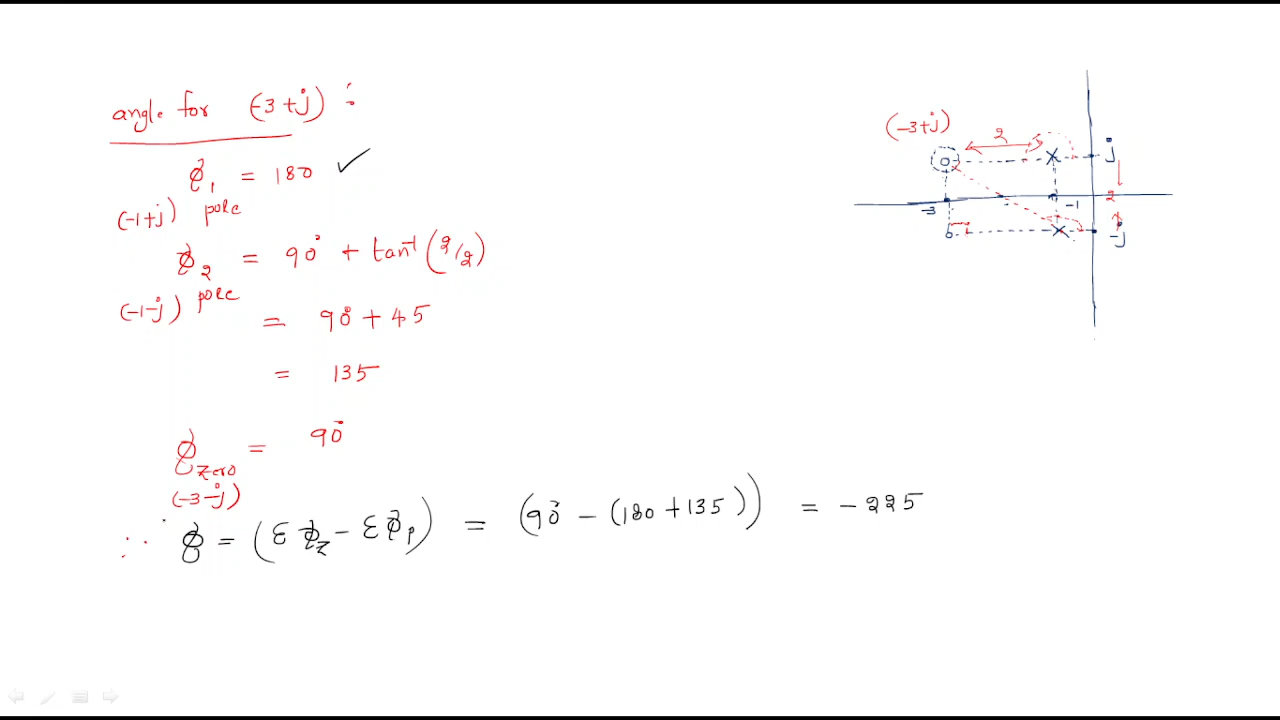 angle for (-3+j) :
(-3+j)
2
j
φ₁ = 180 ✓
(-1+j) pole
-3
-1
2
-j
φ₂ = 90° + tan⁻¹(2/2)
(-1-j) pole
= 90° + 45
= 135
φzero = 90°
(-3-j)
∴ φ = (Σφz - Σφp) = (90° - (180+135)) = -225